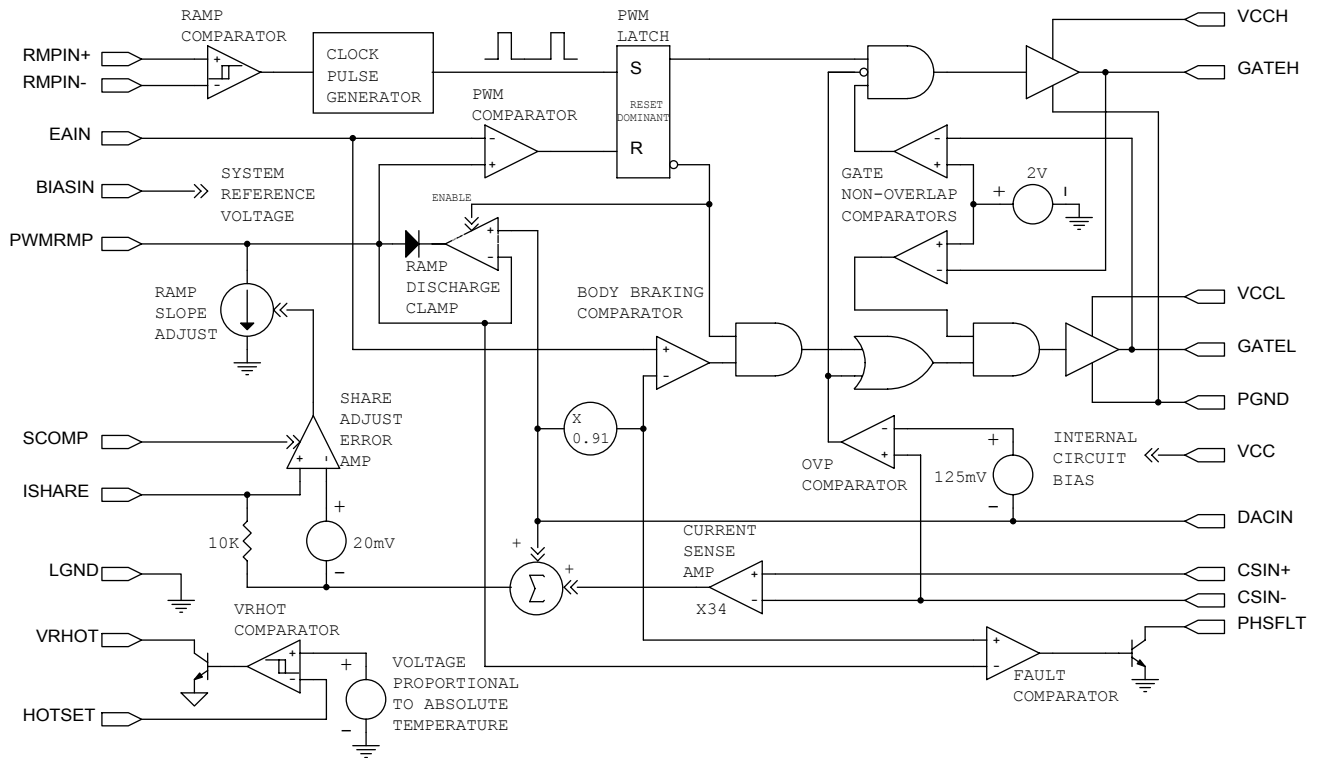 RAMP
COMPARATOR
PWM
LATCH
VCCH
RMPIN+
RMPIN-
+
-
CLOCK
PULSE
GENERATOR
S
GATEH
PWM
COMPARATOR
RESET
DOMINANT
EAIN
-
+
R
-
+
BIASIN
SYSTEM
REFERENCE
VOLTAGE
GATE
NON-OVERLAP
COMPARATORS
2V
+
-
ENABLE
PWMRMP
+
-
+
-
RAMP
DISCHARGE
CLAMP
RAMP
SLOPE
ADJUST
BODY BRAKING
COMPARATOR
VCCL
+
-
GATEL
SHARE
ADJUST
ERROR
AMP
PGND
X
0.91
SCOMP
+
-
-
+
OVP
COMPARATOR
+
125mV
-
INTERNAL
CIRCUIT
BIAS
VCC
ISHARE
+
20mV
-
10K
DACIN
CURRENT
SENSE
AMP
X34
+
+
Σ
+
-
CSIN+
CSIN-
LGND
PHSFLT
VRHOT
COMPARATOR
VRHOT
+
-
+
-
VOLTAGE
PROPORTIONAL
TO ABSOLUTE
TEMPERATURE
+
-
FAULT
COMPARATOR
HOTSET